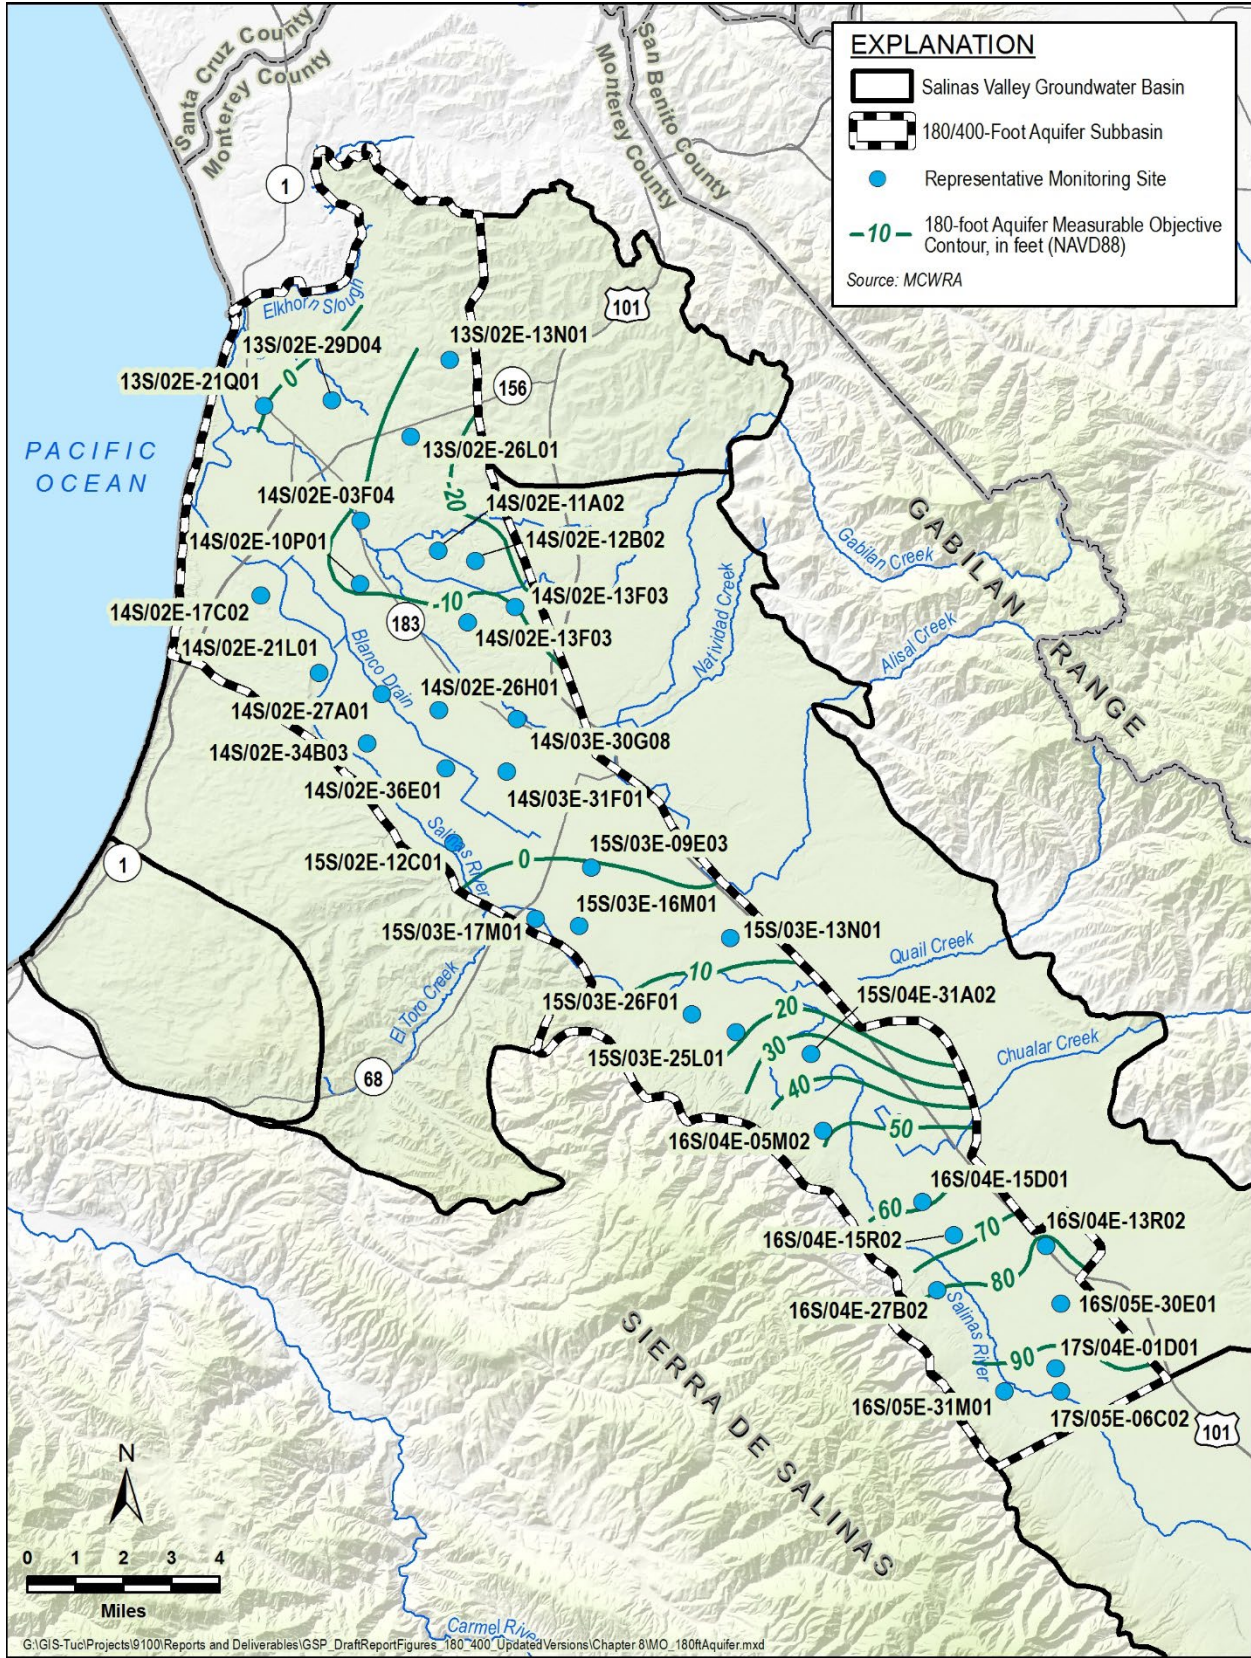 Santa Cruz County
Monterey County
San Benito County
Monterey County
EXPLANATION
Salinas Valley Groundwater Basin
180/400-Foot Aquifer Subbasin
Representative Monitoring Site
10
180-foot Aquifer Measurable Objective
Contour, in feet (NAVD88)
Source: MCWRA
1
101
Elkhorn Slough
13S/02E-13N01
13S/02E-29D04
0
13S/02E-21Q01
156
PACIFIC
OCEAN
13S/02E-26L01
-20
14S/02E-03F04
14S/02E-11A02
14S/02E-10P01
14S/02E-12B02
GABILAN
RANGE
Gabilan Creek
Natividad Creek
Alisal Creek
14S/02E-17C02
-10
14S/02E-13F03
183
14S/02E-13F03
14S/02E-21L01
Blanco Drain
14S/02E-26H01
14S/02E-27A01
14S/03E-30G08
14S/02E-34B03
14S/02E-36E01
14S/03E-31F01
Salinas River
15S/03E-09E03
15S/02E-12C01
0
1
15S/03E-16M01
15S/03E-17M01
15S/03E-13N01
Quail Creek
El Toro Creek
10
15S/03E-26F01
15S/04E-31A02
20
15S/03E-25L01
30
Chualar Creek
68
40
16S/04E-05M02
50
16S/04E-15D01
60
16S/04E-13R02
70
16S/04E-15R02
80
16S/04E-27B02
16S/05E-30E01
Salinas River
17S/04E-01D01
90
16S/05E-31M01
17S/05E-06C02
101
SIERRA DE SALINAS
N
0 1 2 3 4
Miles
Carmel River
G:\GIS-Tuc\Projects\9100\Reports and Deliverables\GSP_DraftReportFigures_180_400_UpdatedVersions\Chapter 8\MO_180ftAquifer.mxd